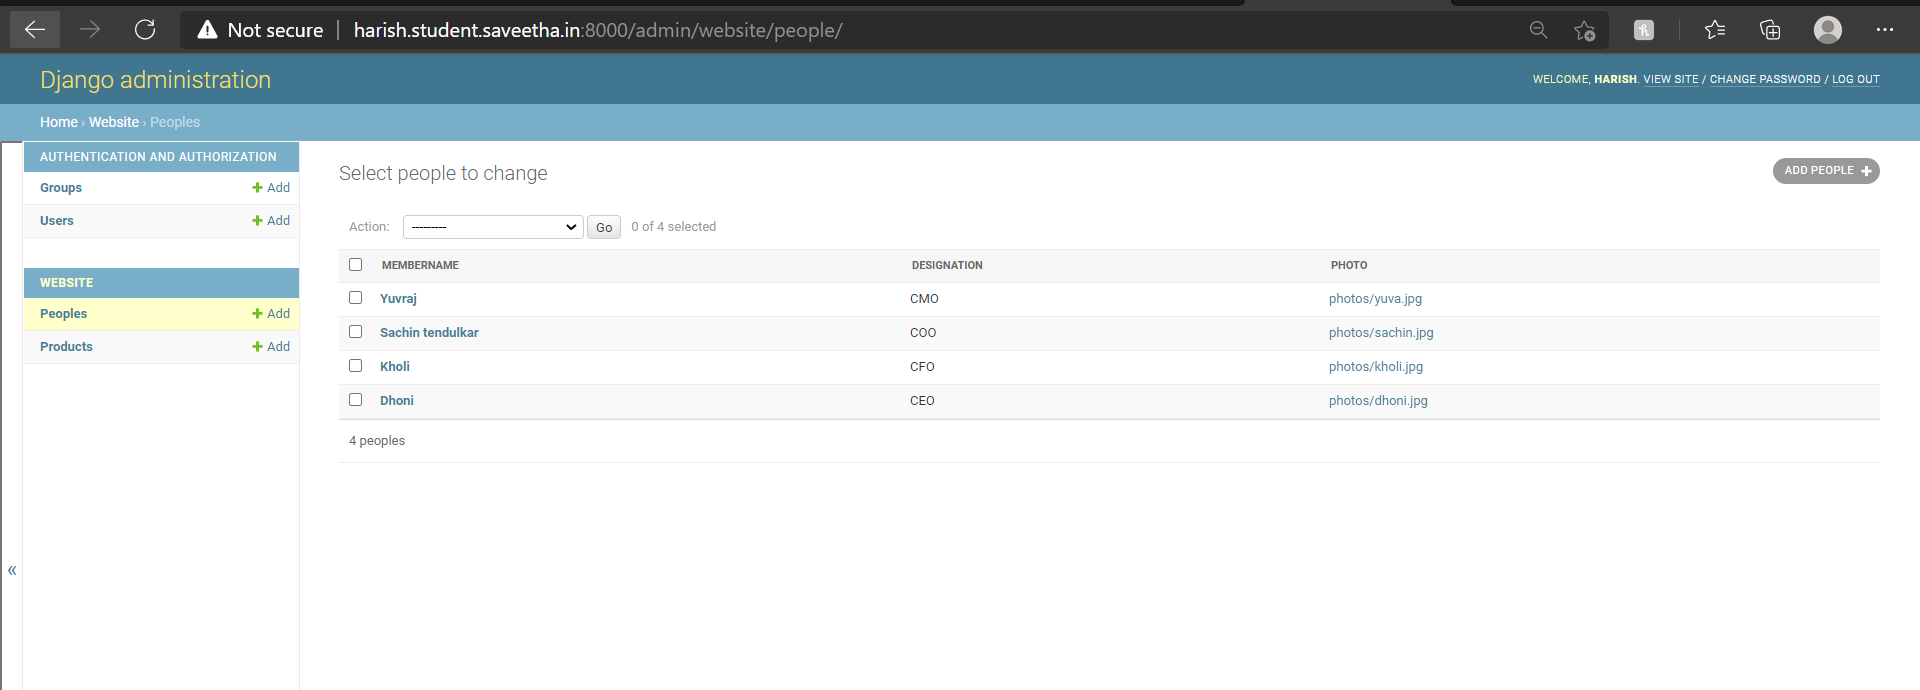 Not secure | harish.student.saveetha.in:8000/admin/website/people/
Django administration
WELCOME, HARISH. VIEW SITE / CHANGE PASSWORD / LOG OUT
Home › Website › Peoples
AUTHENTICATION AND AUTHORIZATION
Groups + Add
Users + Add
WEBSITE
Peoples + Add
Products + Add
«
Select people to change
ADD PEOPLE +
Action: --------- Go 0 of 4 selected
MEMBERNAME DESIGNATION PHOTO
Yuvraj CMO photos/yuva.jpg
Sachin tendulkar COO photos/sachin.jpg
Kholi CFO photos/kholi.jpg
Dhoni CEO photos/dhoni.jpg
4 peoples